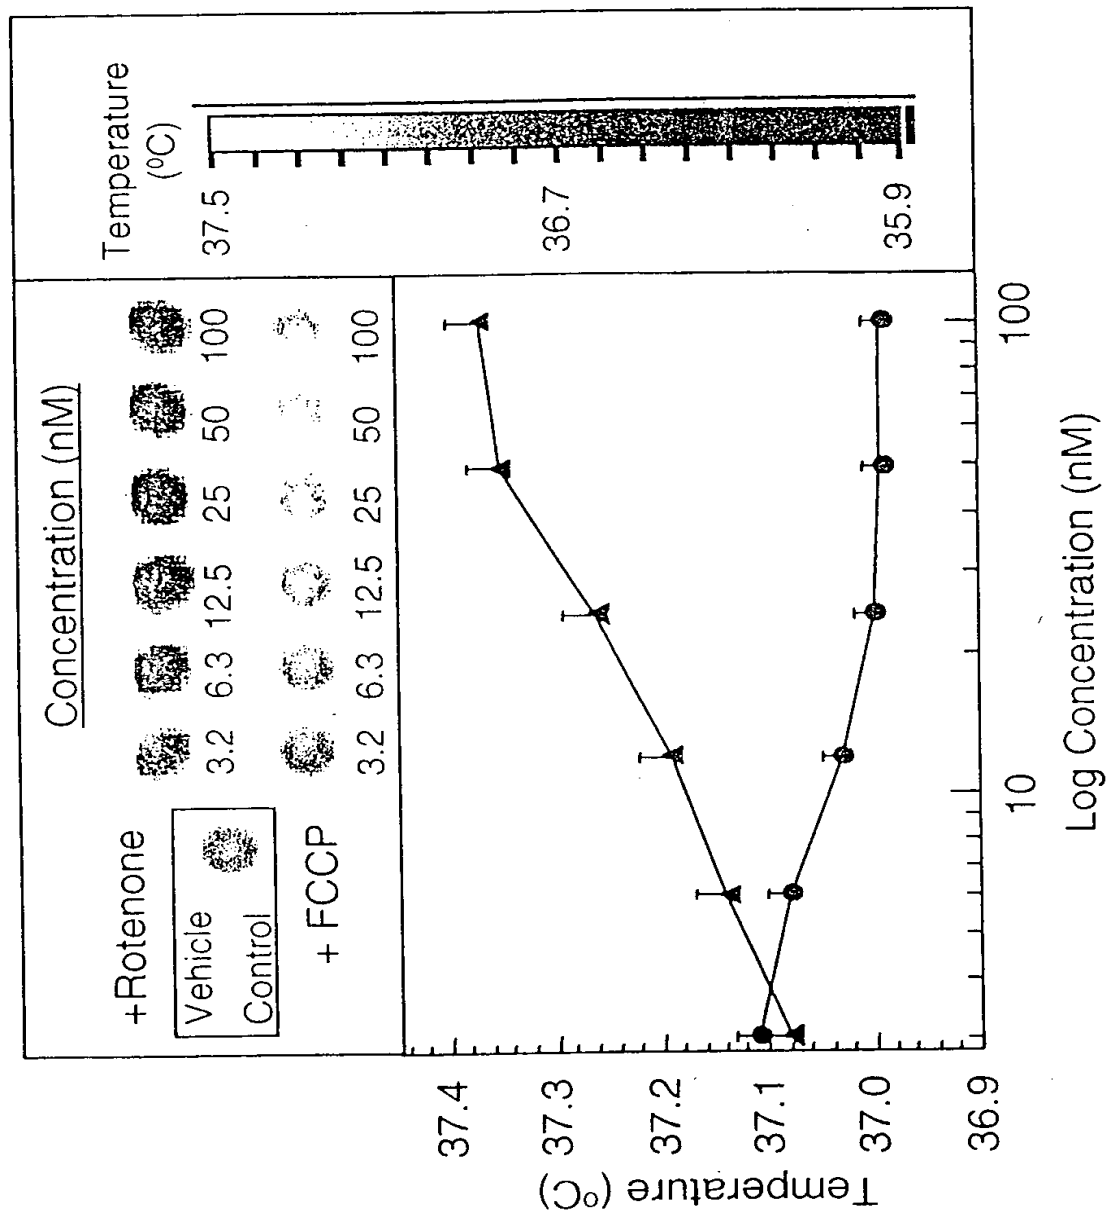 Concentration (nM)
+Rotenone
3.2 6.3 12.5 25 50 100
Vehicle
Control
+ FCCP
3.2 6.3 12.5 25 50 100
Temperature
(⁰C)
37.5
36.7
35.9
Temperature (⁰C)
37.4
37.3
37.2
37.1
37.0
36.9
10 100
Log Concentration (nM)